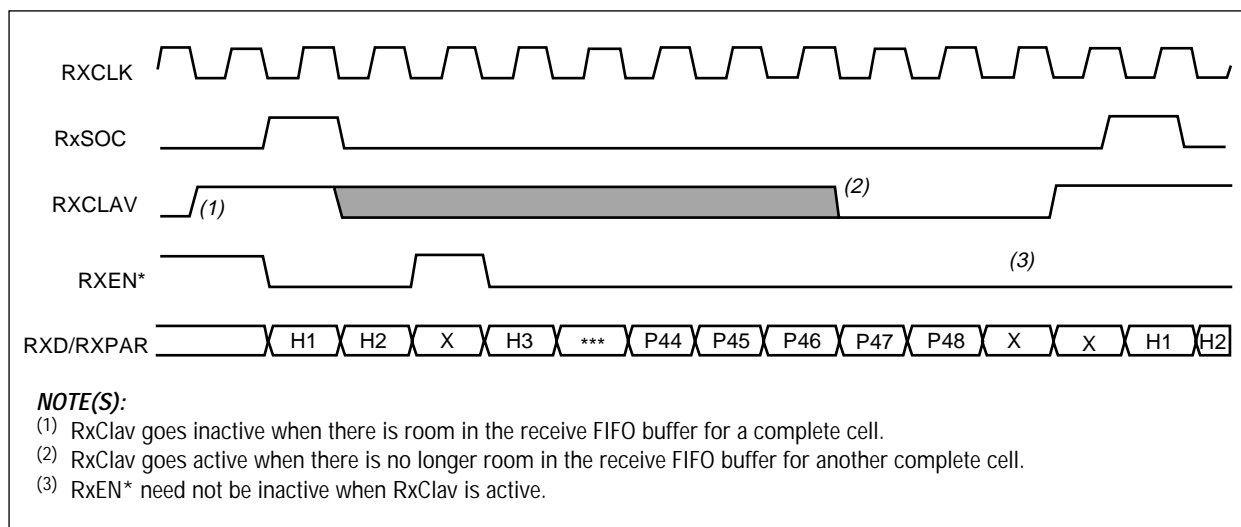 RXCLK
RxSOC
RXCLAV (1) (2)
RXEN* (3)
RXD/RXPAR H1 H2 X H3 *** P44 P45 P46 P47 P48 X X H1 H2
NOTE(S):
(1) RxClav goes inactive when there is room in the receive FIFO buffer for a complete cell.
(2) RxClav goes active when there is no longer room in the receive FIFO buffer for another complete cell.
(3) RxEN* need not be inactive when RxClav is active.